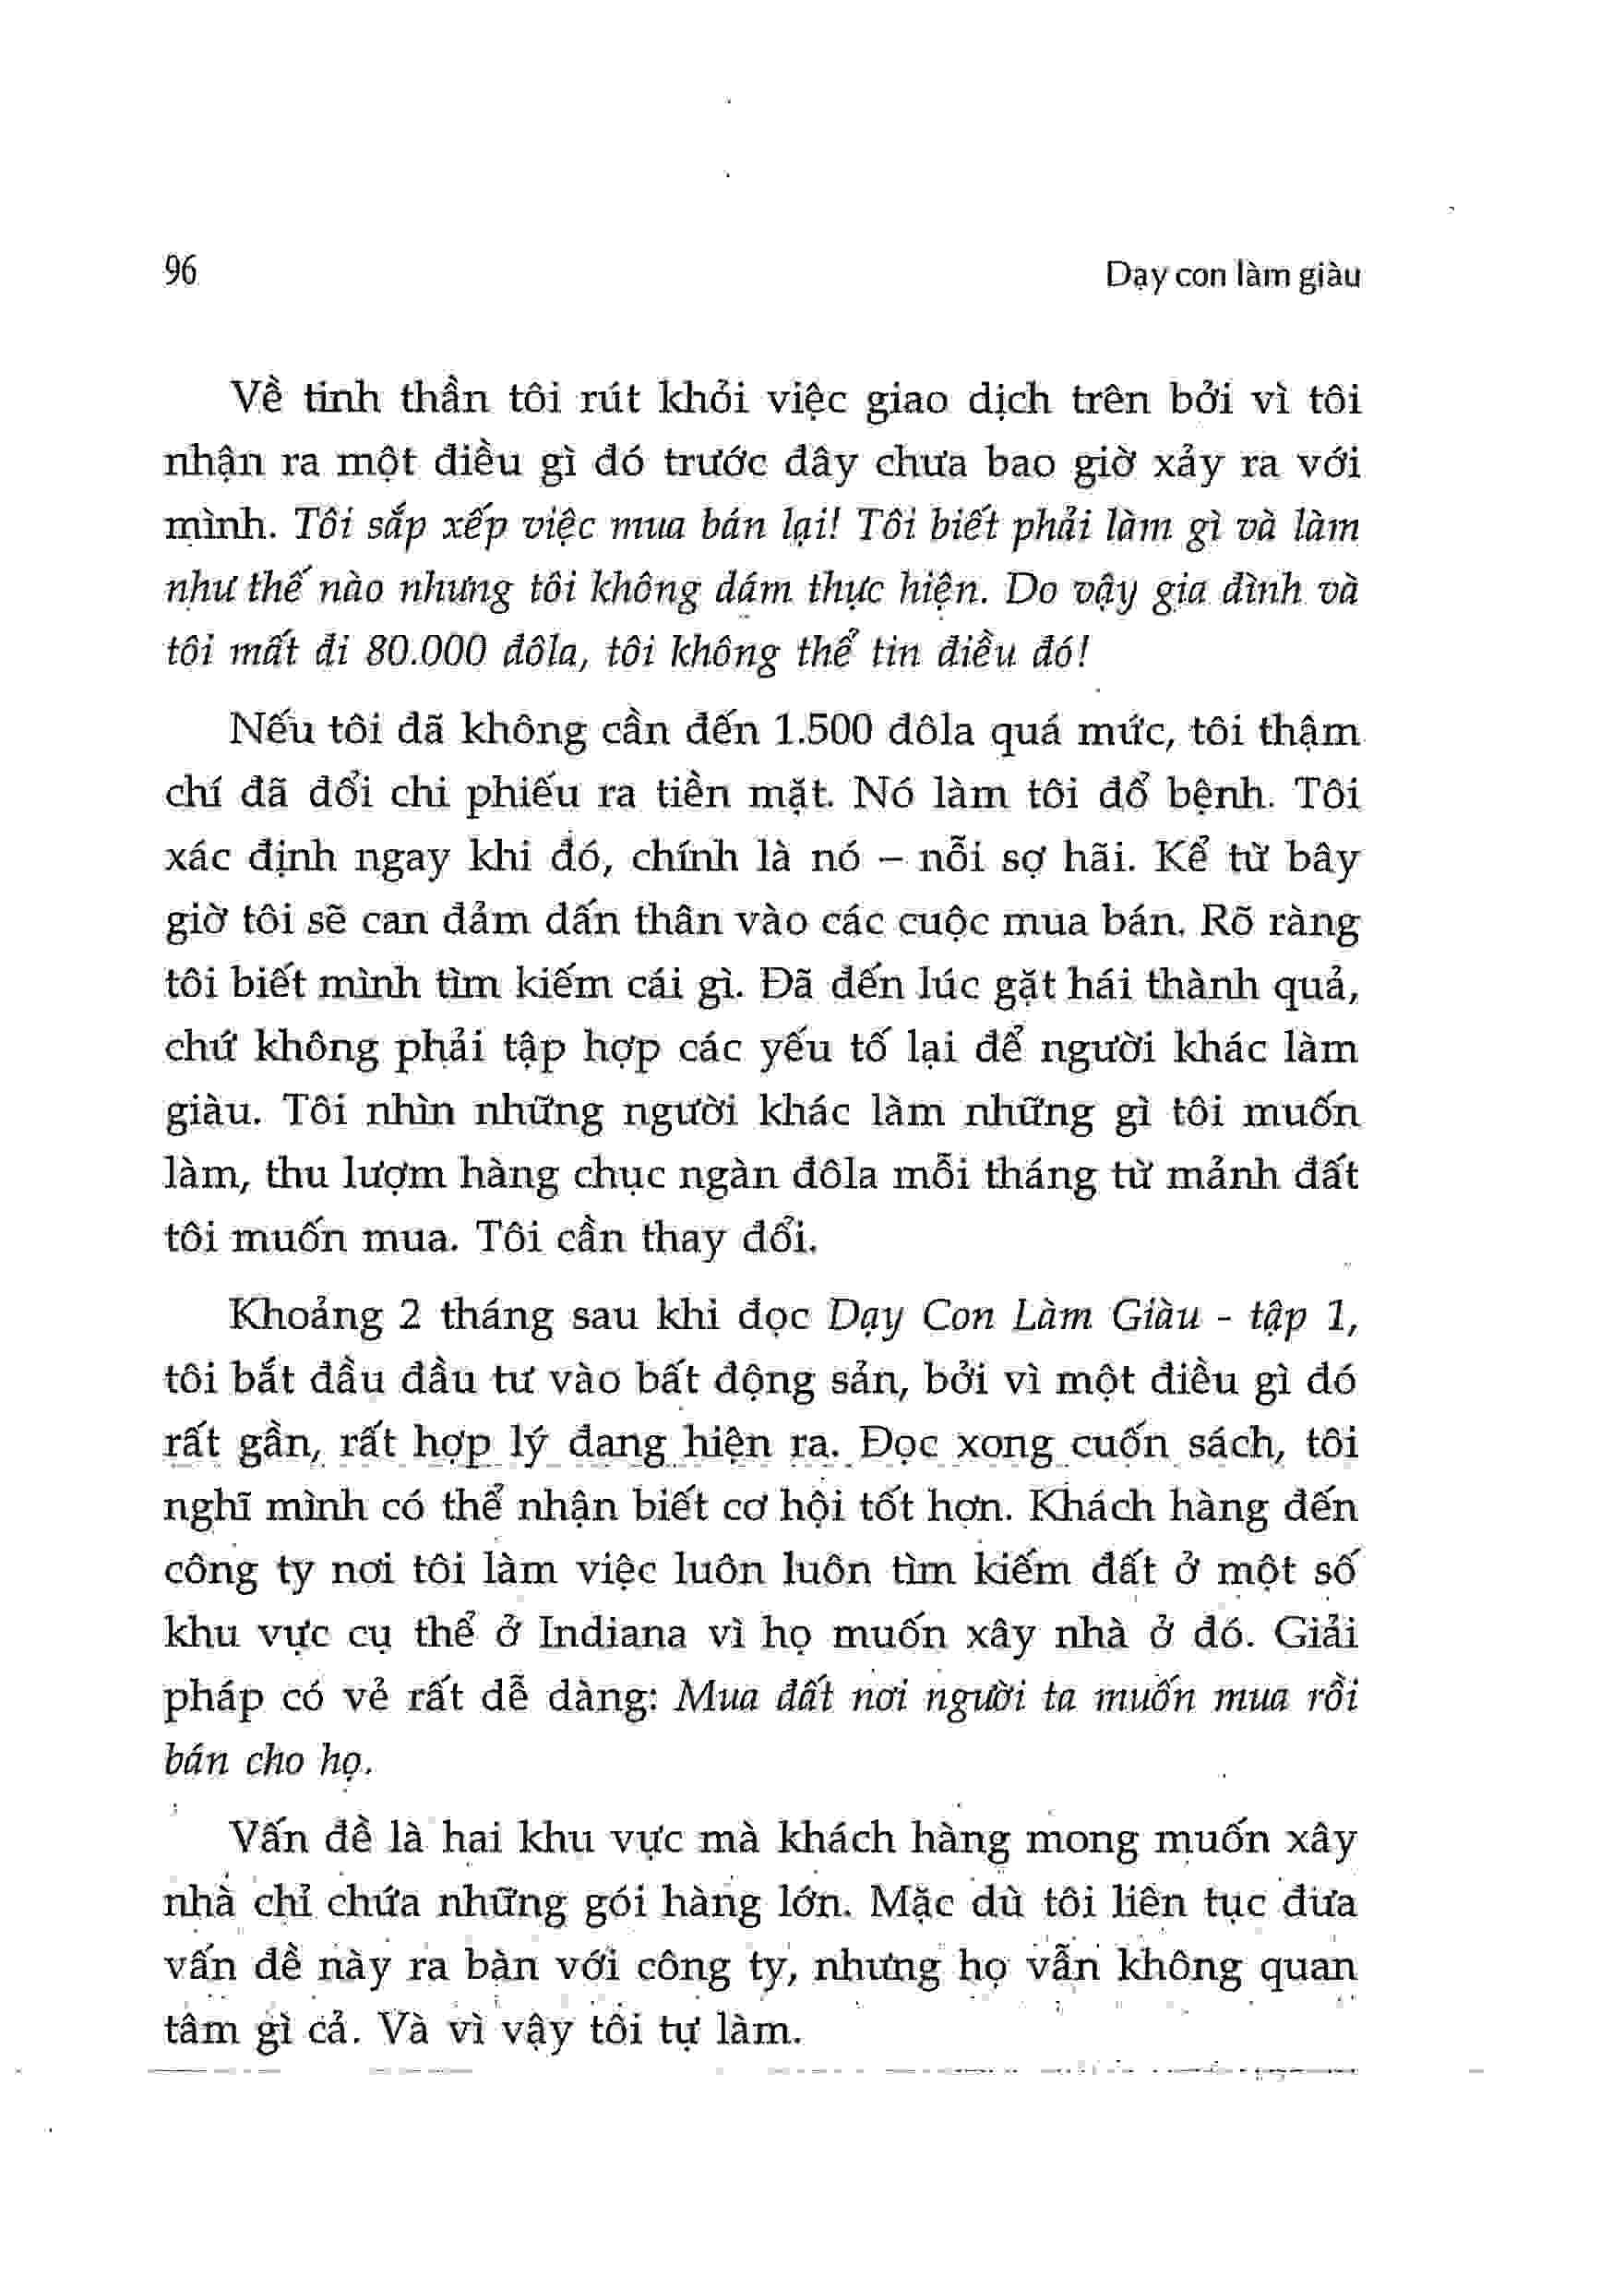 96
Dạy con làm giàu
Về tinh thần tôi rút khỏi việc giao dịch trên bởi vì tôi
nhận ra một điều gì đó trước đây chưa bao giờ xảy ra với
mình. Tôi sắp xếp việc mua bán lại! Tôi biết phải làm gì và làm
như thế nào nhưng tôi không dám thực hiện. Do vậy gia đình và
tôi mất đi 80.000 đôla, tôi không thể tin điều đó!
Nếu tôi đã không cần đến 1.500 đôla quá mức, tôi thậm
chí đã đổi chi phiếu ra tiền mặt. Nó làm tôi đổ bệnh. Tôi
xác định ngay khi đó, chính là nó – nỗi sợ hãi. Kể từ bây
giờ tôi sẽ can đảm dấn thân vào các cuộc mua bán. Rõ ràng
tôi biết mình tìm kiếm cái gì. Đã đến lúc gặt hái thành quả,
chứ không phải tập hợp các yếu tố lại để người khác làm
giàu. Tôi nhìn những người khác làm những gì tôi muốn
làm, thu lượm hàng chục ngàn đôla mỗi tháng từ mảnh đất
tôi muốn mua. Tôi cần thay đổi.
Khoảng 2 tháng sau khi đọc Dạy Con Làm Giàu - tập 1,
tôi bắt đầu đầu tư vào bất động sản, bởi vì một điều gì đó
rất gần, rất hợp lý đang hiện ra. Đọc xong cuốn sách, tôi
nghĩ mình có thể nhận biết cơ hội tốt hơn. Khách hàng đến
công ty nơi tôi làm việc luôn luôn tìm kiếm đất ở một số
khu vực cụ thể ở Indiana vì họ muốn xây nhà ở đó. Giải
pháp có vẻ rất dễ dàng: Mua đất nơi người ta muốn mua rồi
bán cho họ.
Vấn đề là hai khu vực mà khách hàng mong muốn xây
nhà chỉ chứa những gói hàng lớn. Mặc dù tôi liên tục đưa
vấn đề này ra bàn với công ty, nhưng họ vẫn không quan
tâm gì cả. Và vì vậy tôi tự làm.